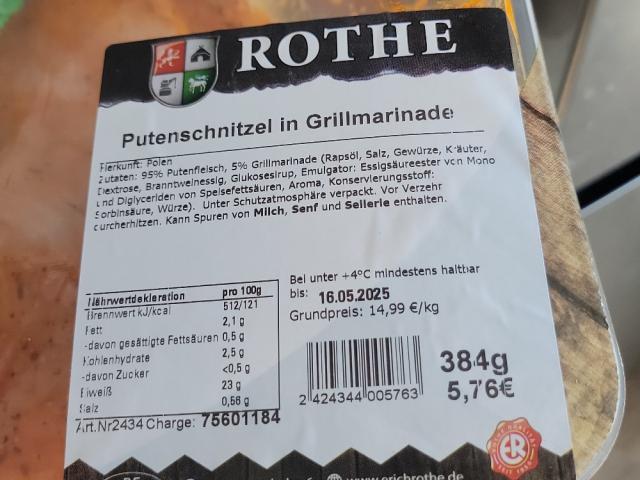 ROTHE
Putenschnitzel in Grillmarinade
Herkunft: Polen
Zutaten: 95% Putenfleisch, 5% Grillmarinade (Rapsöl, Salz, Gewürze, Kräuter,
Dextrose, Branntweinessig, Glukosesirup, Emulgator: Essigsäureester von Mono
und Diglyceriden von Speisefettsäuren, Aroma, Konservierungsstoff:
Sorbinsäure, Würze). Unter Schutzatmosphäre verpackt. Vor Verzehr
durcherhitzen. Kann Spuren von Milch, Senf und Sellerie enthalten.
Nährwertdekleration pro 100g
Brennwert kJ/kcal 512/121
Fett 2,1 g
-davon gesättigte Fettsäuren 0,5 g
Kohlenhydrate 2,5 g
-davon Zucker <0,5 g
Eiweiß 23 g
Salz 0,56 g
Art.Nr2434 Charge: 75601184
Bei unter +4°C mindestens haltbar
bis: 16.05.2025
Grundpreis: 14,99 €/kg
2 424344 005763
384g
5,76€
www.erichrothe.de